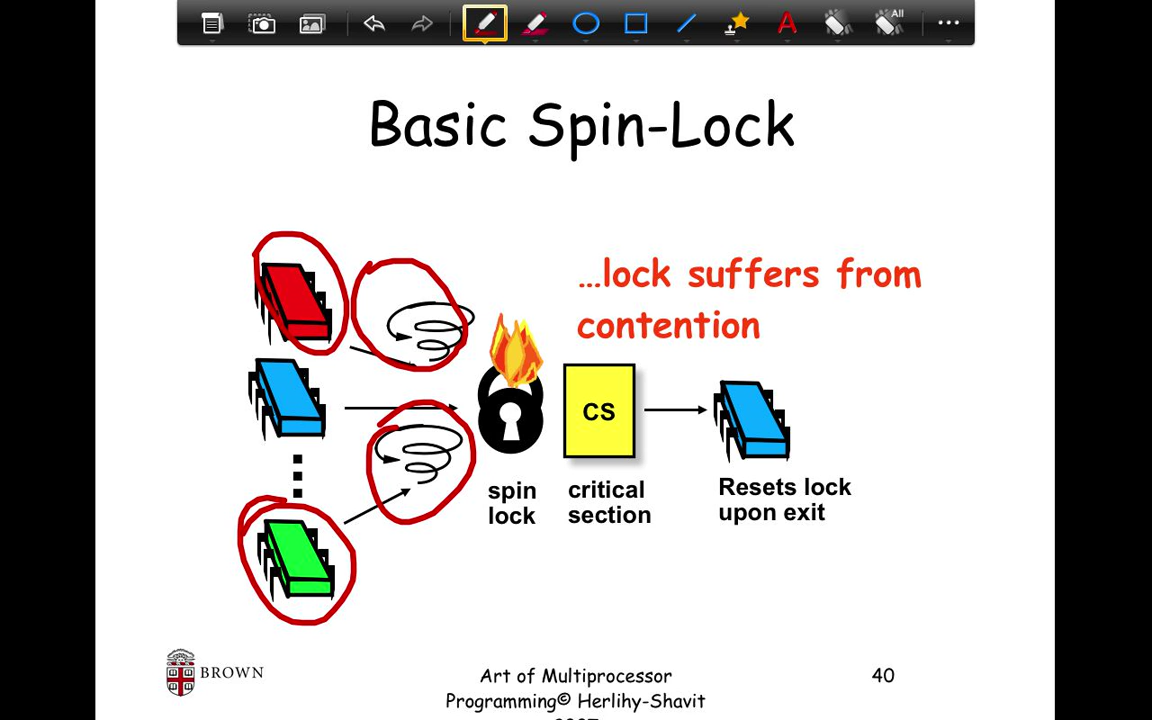 All
A
Basic Spin-Lock
...lock suffers from
contention
CS
spin
lock
critical
section
Resets lock
upon exit
BROWN
Art of Multiprocessor
Programming© Herlihy-Shavit
40